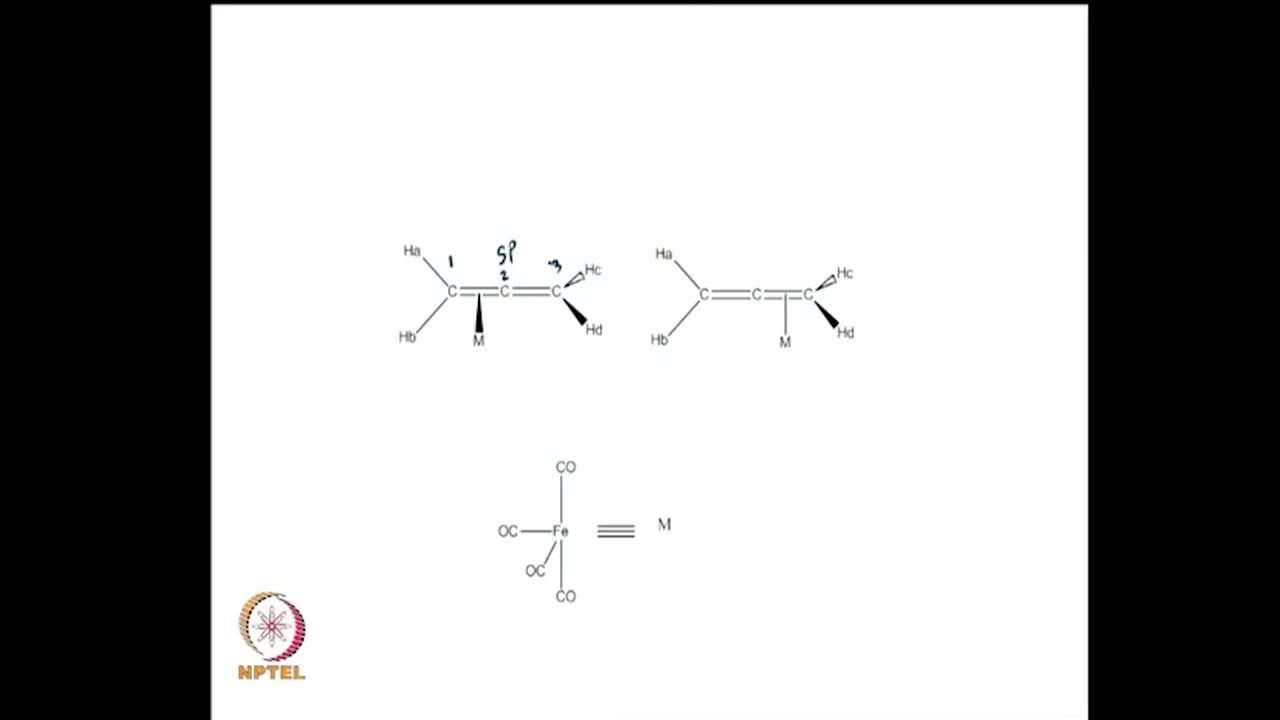 Ha 1 SP Ha
2 3 Hc Hc
C C C C C C
Hb M Hd Hb M Hd
CO
OC Fe M
OC
CO
NPTEL